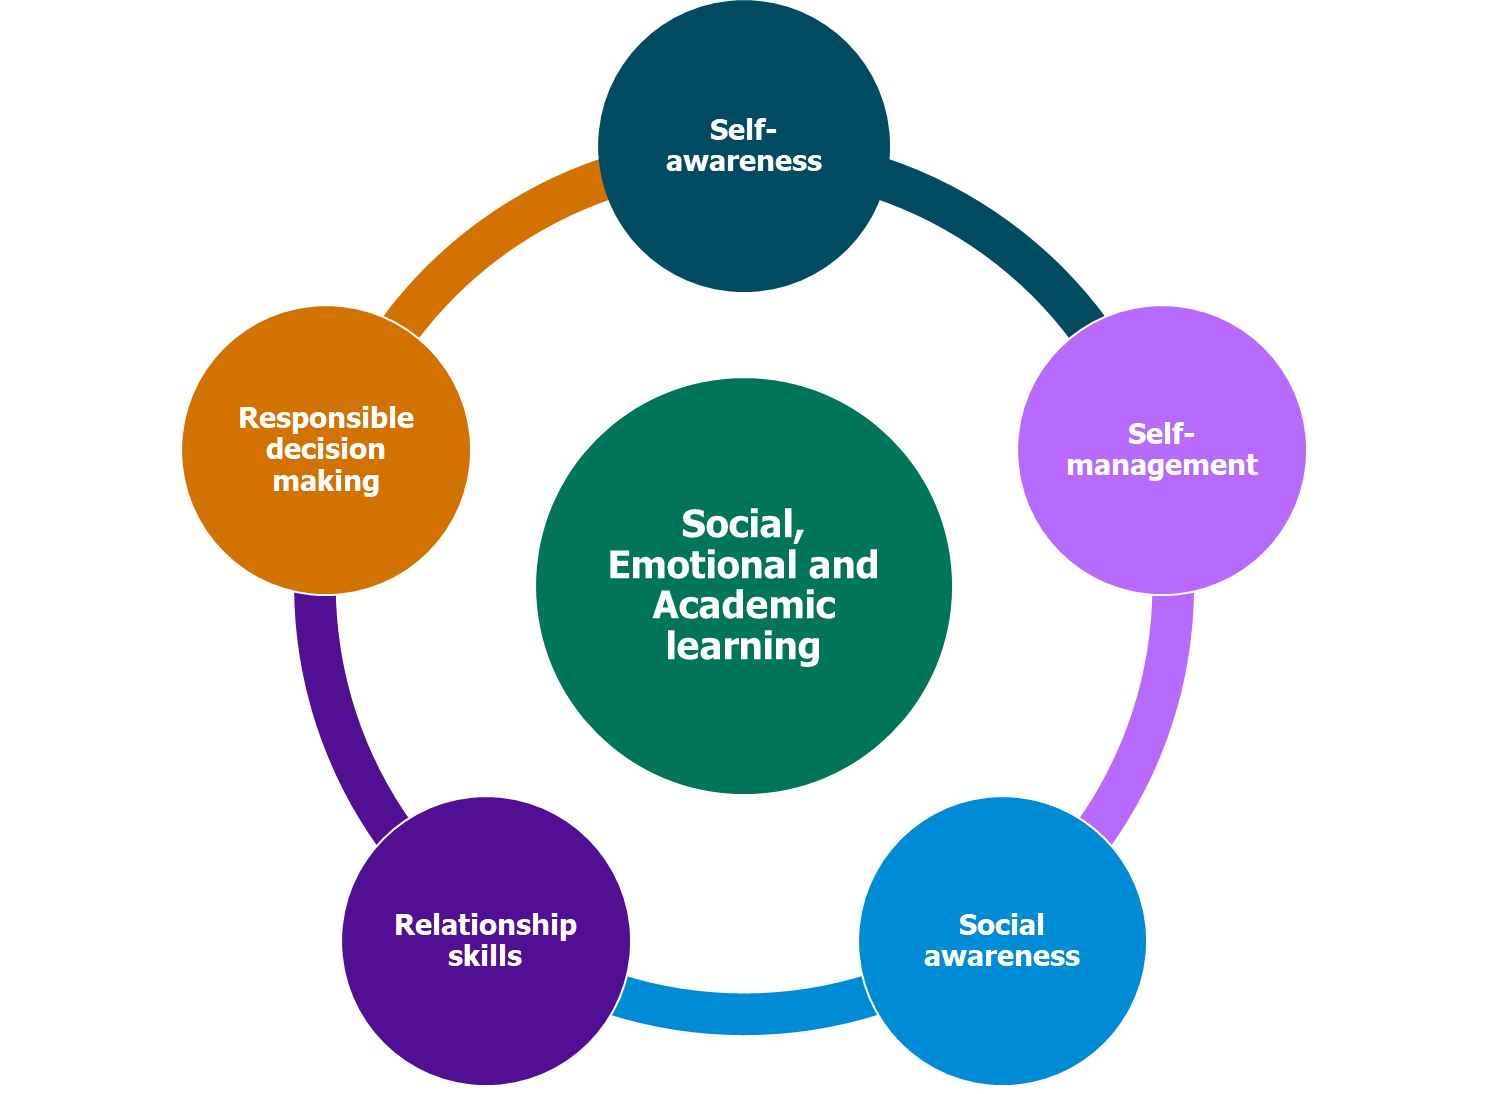 Self-
awareness
Self-
management
Social
awareness
Relationship
skills
Responsible
decision
making
Social,
Emotional and
Academic
learning